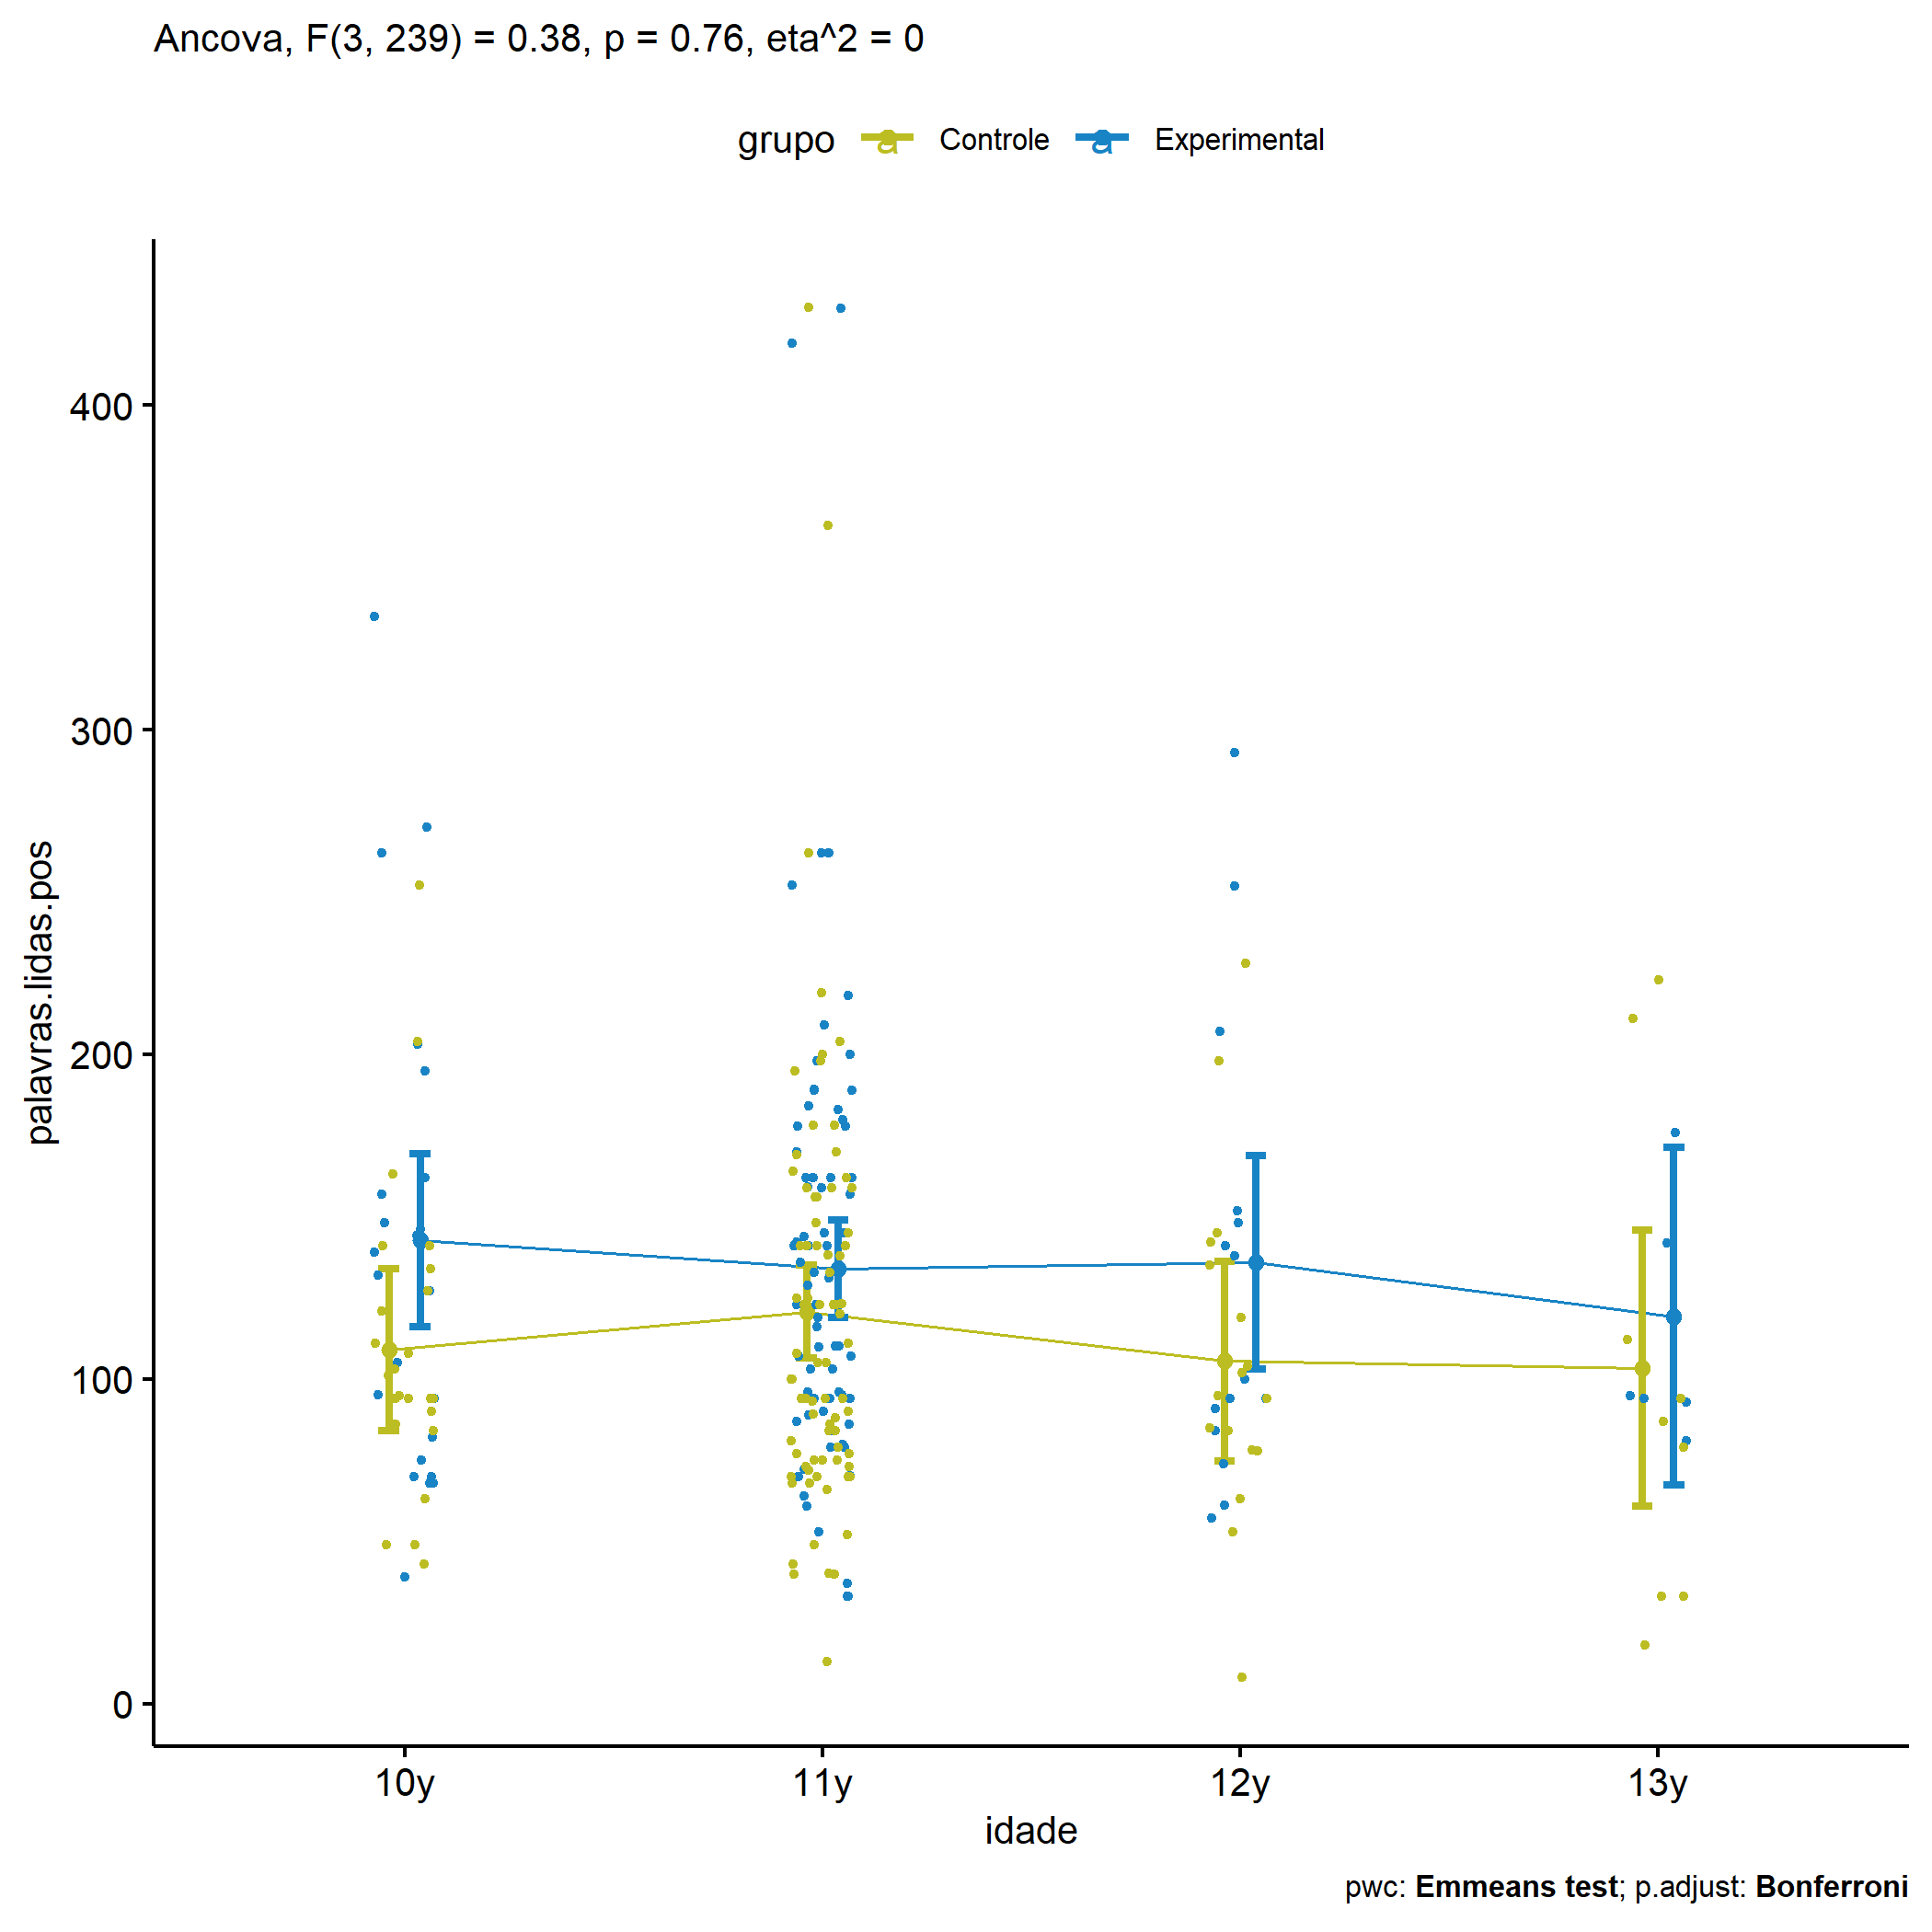 Ancova, F(3, 239) = 0.38, p = 0.76, eta^2 = 0
grupo a Controle a Experimental
palavras.lidas.pos
400
300
200
100
0
10y 11y 12y 13y
idade
pwc: Emmeans test; p.adjust: Bonferroni